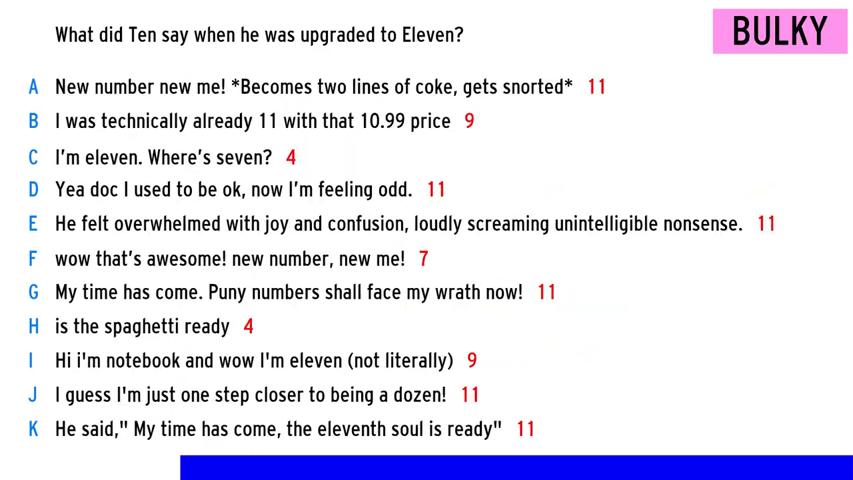 What did Ten say when he was upgraded to Eleven?
BULKY
A New number new me! *Becomes two lines of coke, gets snorted* 11
B I was technically already 11 with that 10.99 price 9
C I'm eleven. Where's seven? 4
D Yea doc I used to be ok, now I'm feeling odd. 11
E He felt overwhelmed with joy and confusion, loudly screaming unintelligible nonsense. 11
F wow that's awesome! new number, new me! 7
G My time has come. Puny numbers shall face my wrath now! 11
H is the spaghetti ready 4
I Hi i'm notebook and wow I'm eleven (not literally) 9
J I guess I'm just one step closer to being a dozen! 11
K He said," My time has come, the eleventh soul is ready" 11